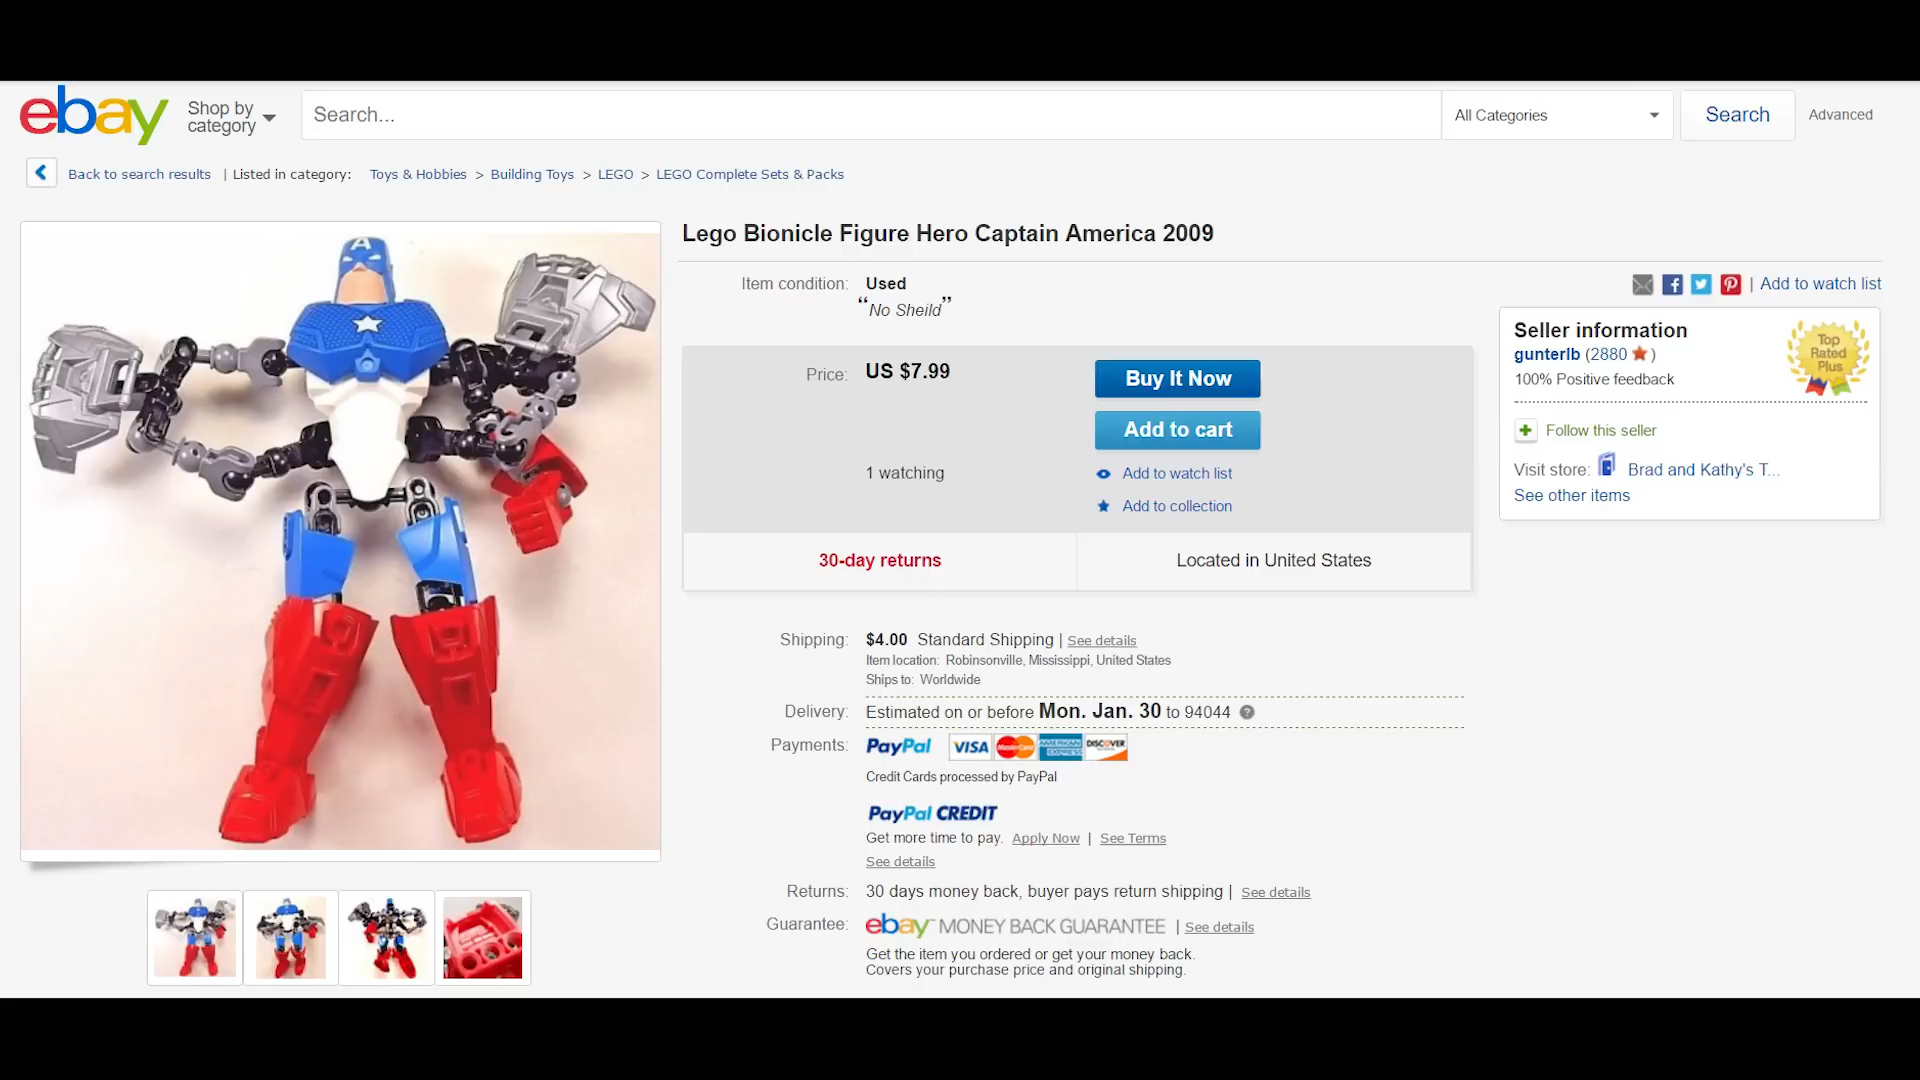 ebay
Shop by
category
Search...
All Categories
Search
Advanced
Back to search results | Listed in category: Toys & Hobbies > Building Toys > LEGO > LEGO Complete Sets & Packs
A
Lego Bionicle Figure Hero Captain America 2009
Item condition: Used
“No Sheild”
Price: US $7.99
Buy It Now
Add to cart
1 watching
Add to watch list
Add to collection
30-day returns
Located in United States
Shipping: $4.00 Standard Shipping | See details
Item location: Robinsonville, Mississippi, United States
Ships to: Worldwide
Delivery: Estimated on or before Mon. Jan. 30 to 94044 ?
Payments: PayPal VISA MasterCard AMERICAN EXPRESS DISCOVER
Credit Cards processed by PayPal
PayPal CREDIT
Get more time to pay. Apply Now | See Terms
See details
Returns: 30 days money back, buyer pays return shipping | See details
Guarantee: ebay MONEY BACK GUARANTEE | See details
Get the item you ordered or get your money back.
Covers your purchase price and original shipping.
| Add to watch list
Seller information
gunterlb (2880 )
100% Positive feedback
Top
Rated
Plus
Follow this seller
Visit store: Brad and Kathy's T...
See other items